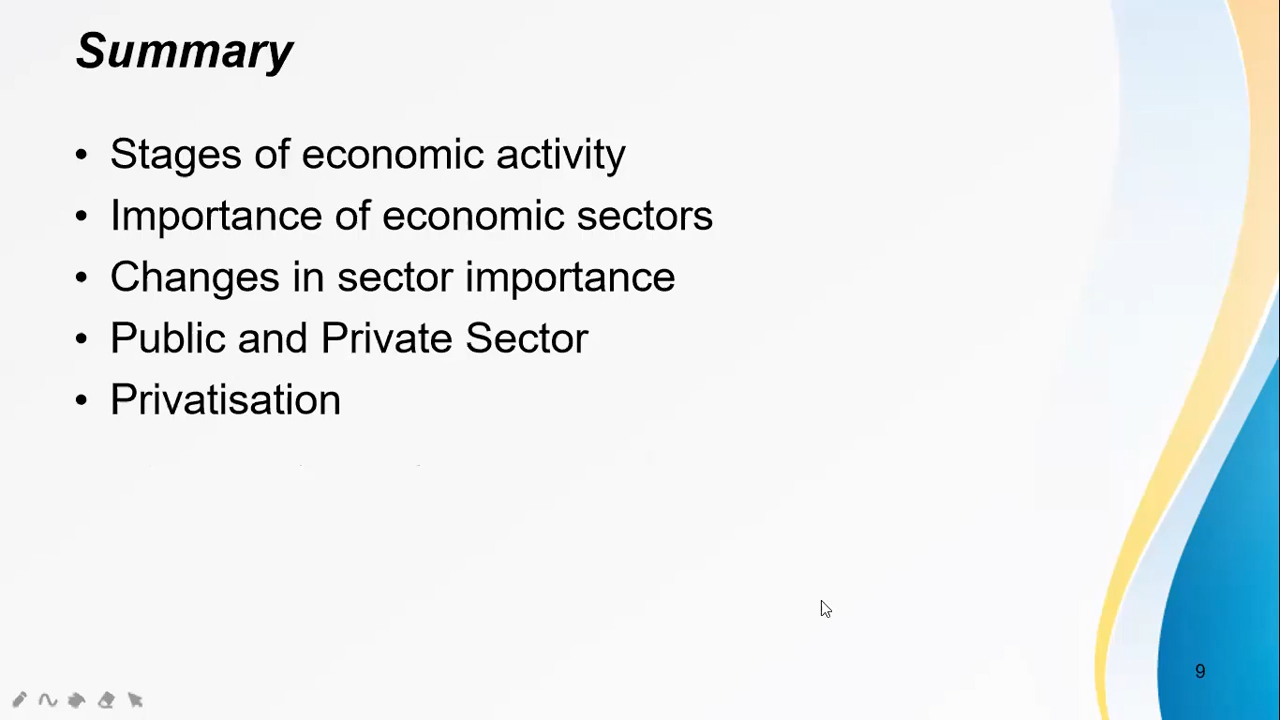 Summary
• Stages of economic activity
• Importance of economic sectors
• Changes in sector importance
• Public and Private Sector
• Privatisation
9